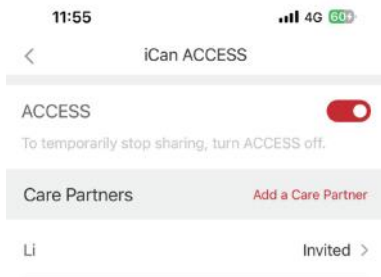 11:55 4G 60
iCan ACCESS
ACCESS
To temporarily stop sharing, turn ACCESS off.
Care Partners Add a Care Partner
Li Invited >